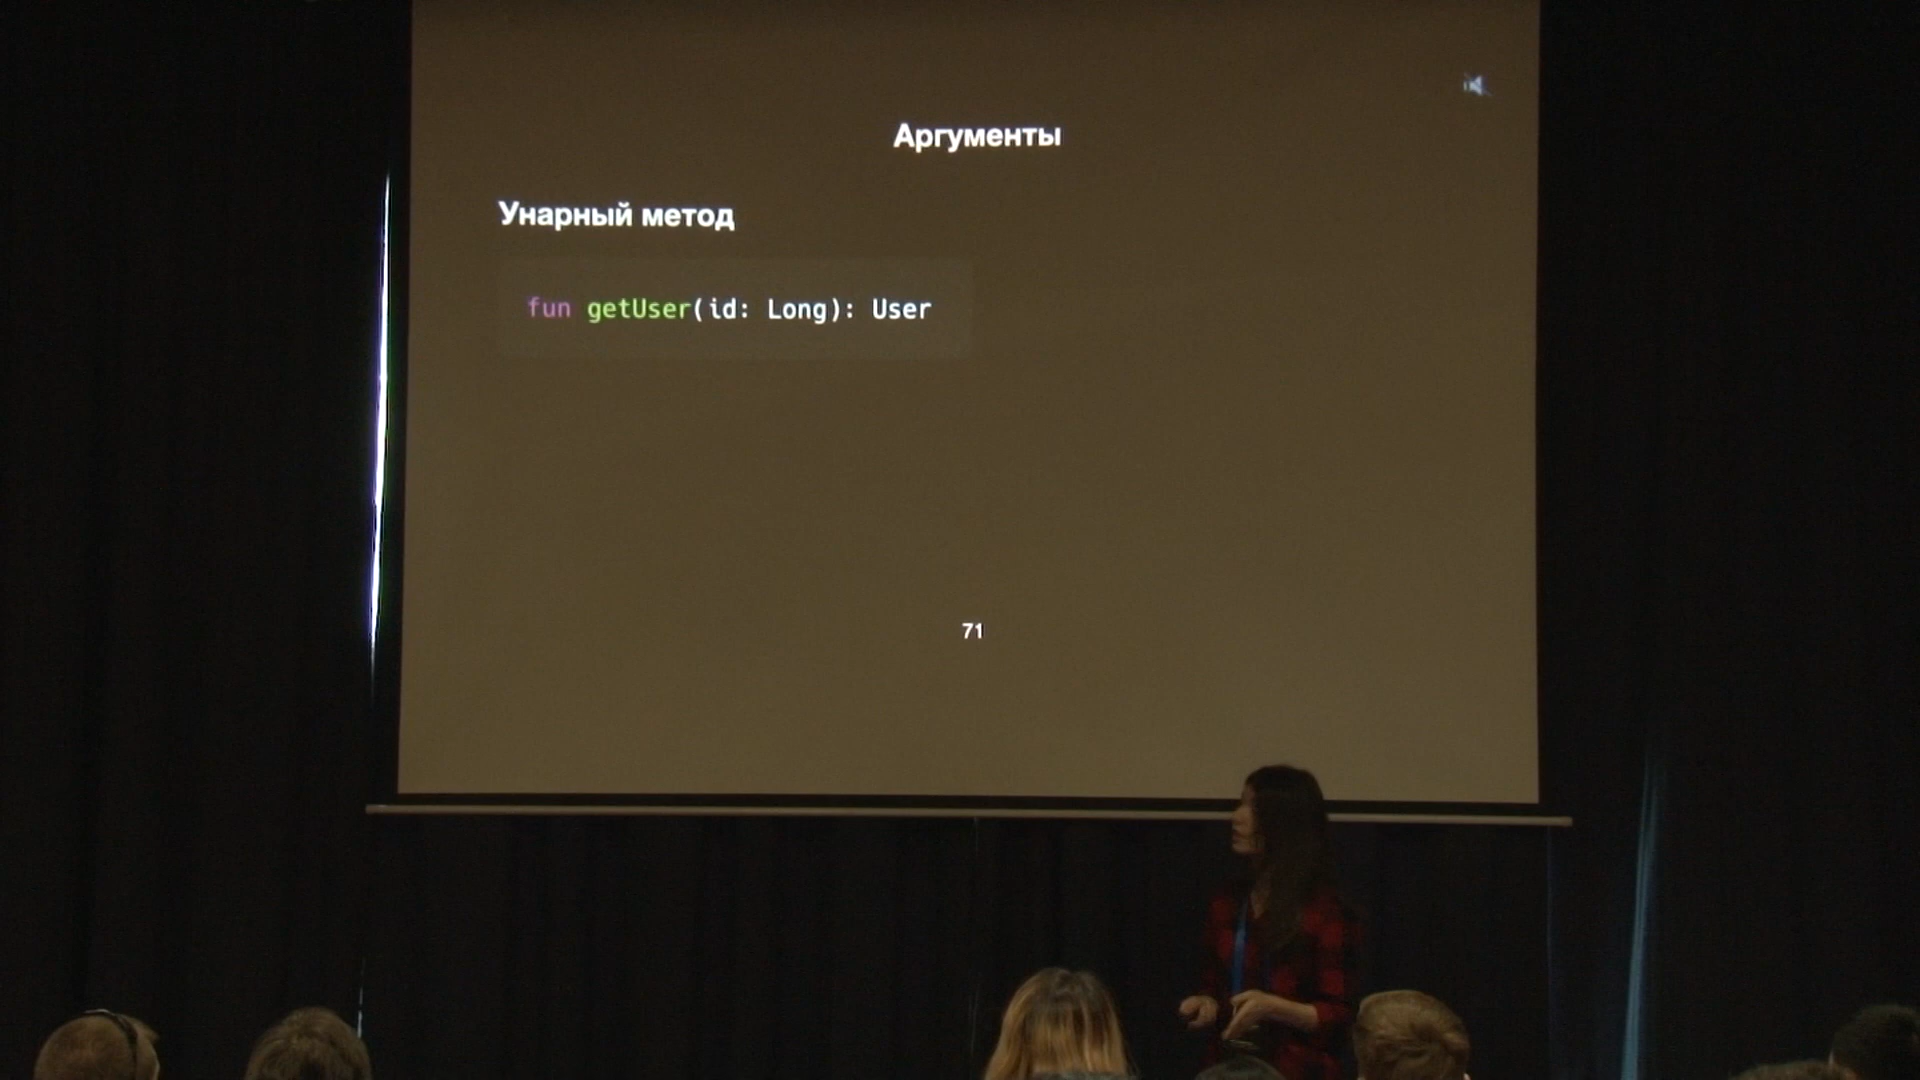 Аргументы
Унарный метод
fun getUser(id: Long): User
71